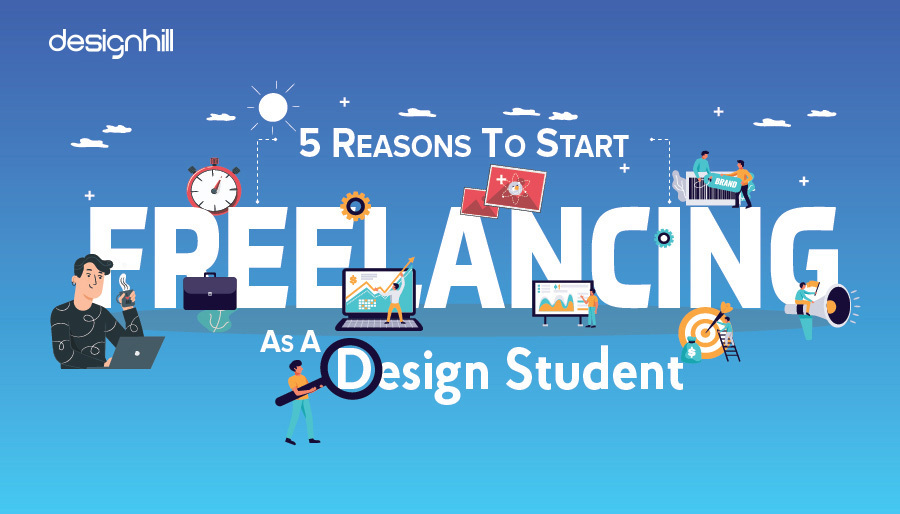 designhill
5 Reasons To Start
BRAND
FREELANCING
As A
Design Student